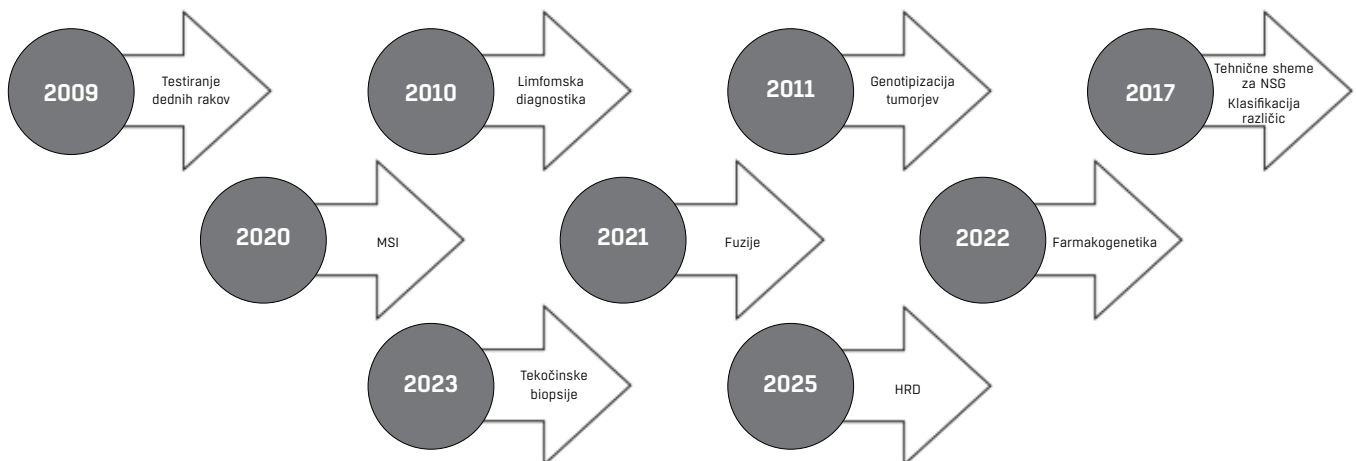 2009
Testiranje
dednih rakov
2010
Limfomska
diagnostika
2011
Genotipizacija
tumorjev
2017
Tehnične sheme
za NSG
Klasifikacija
različic
2020
MSI
2021
Fuzije
2022
Farmakogenetika
2023
Tekočinske
biopsije
2025
HRD